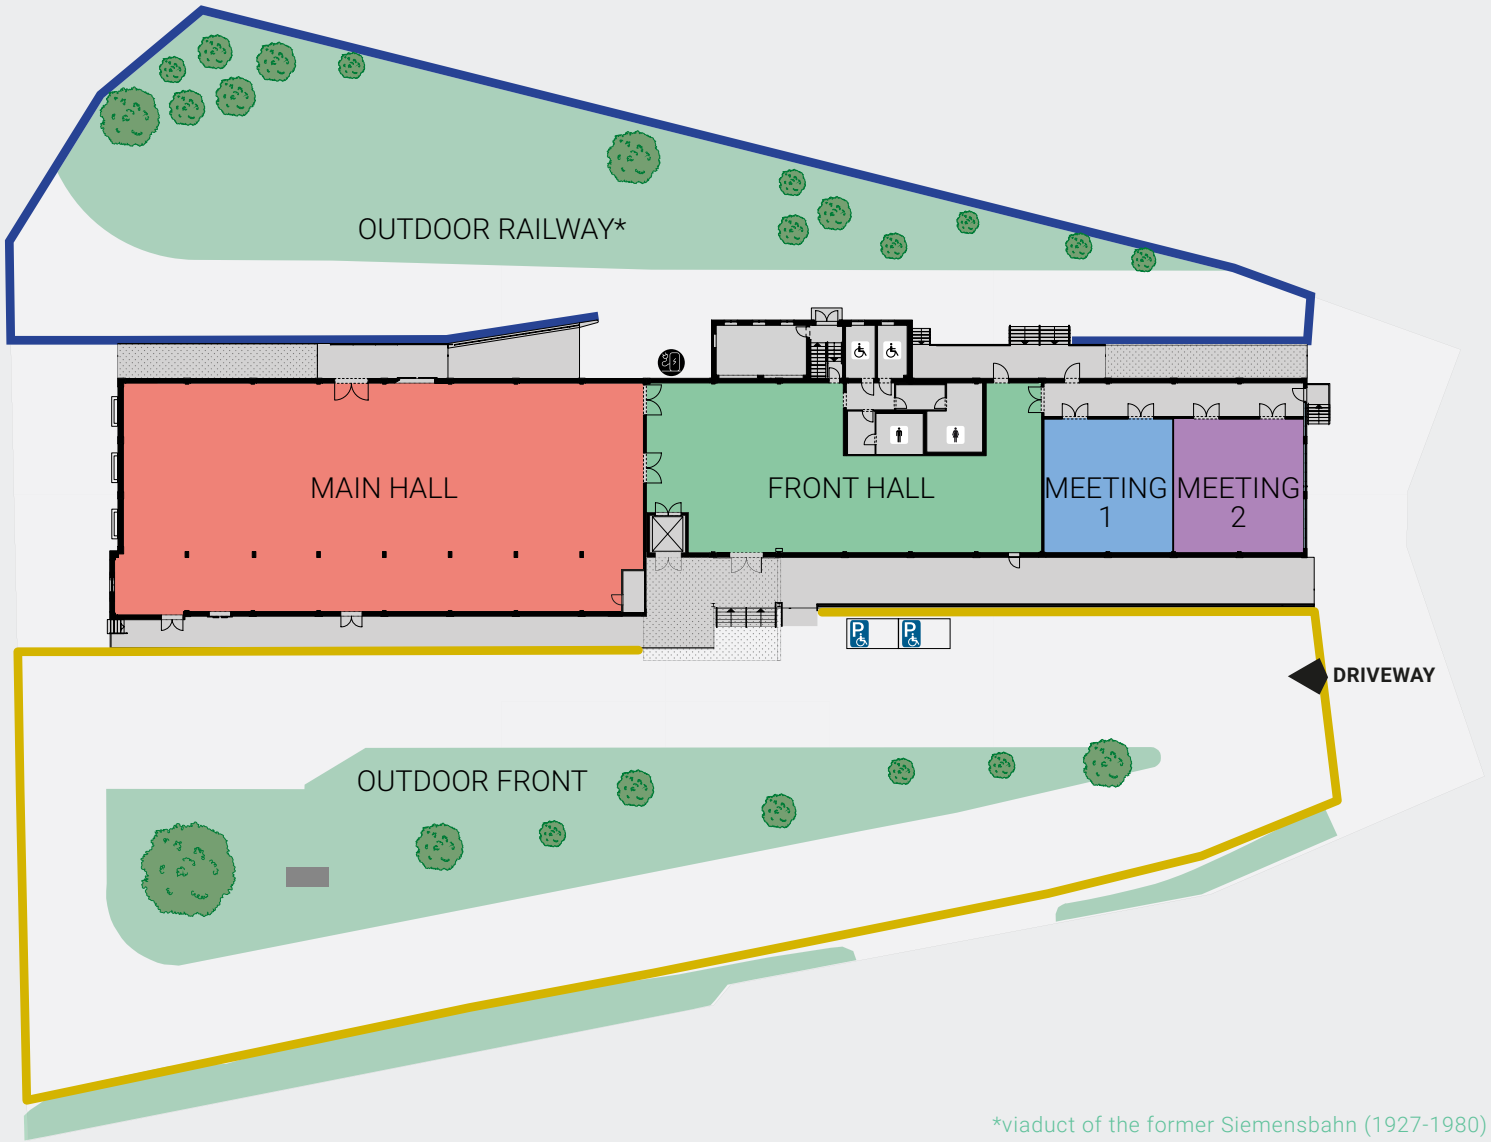 OUTDOOR RAILWAY*
MAIN HALL
FRONT HALL
MEETING
1
MEETING
2
P
P
DRIVEWAY
OUTDOOR FRONT
*viaduct of the former Siemensbahn (1927-1980)